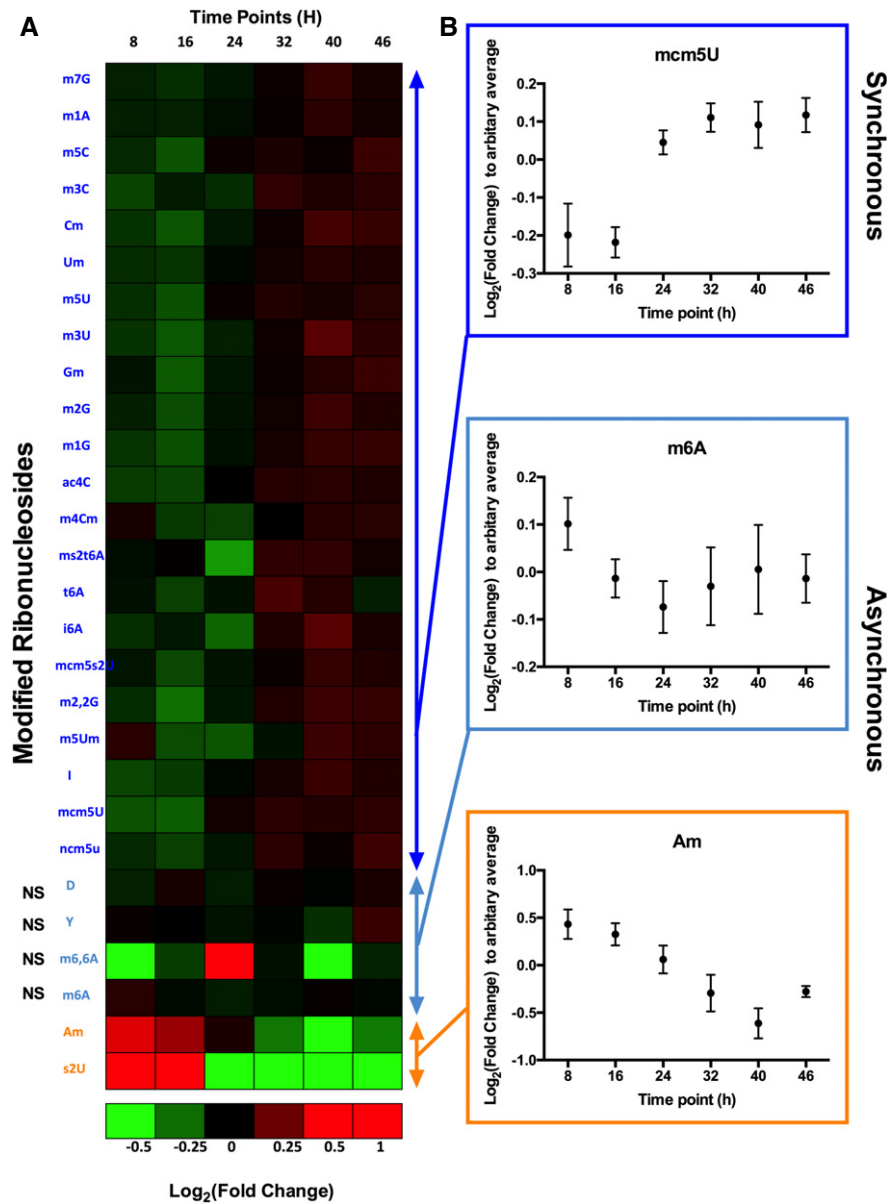 A
Time Points (H)
8 16 24 32 40 46
Modified Ribonucleosides
m7G
m1A
m5C
m3C
Cm
Um
m5U
m3U
Gm
m2G
m1G
ac4C
m4Cm
ms2t6A
t6A
i6A
mcm5s2U
m2,2G
m5Um
I
mcm5U
ncm5u
NS D
NS Y
NS m6,6A
NS m6A
Am
s2U
-0.5 -0.25 0 0.25 0.5 1
Log2(Fold Change)
B
mcm5U
Log2(Fold Change) to arbitary average
0.2
0.1
0.0
-0.2
-0.3
8 16 24 32 40 46
Time point (h)
Synchronous
m6A
Log2(Fold Change) to arbitary average
0.2
0.1
0.0
-0.1
-0.2
8 16 24 32 40 46
Time point (h)
Asynchronous
Am
Log2(Fold Change) to arbitary average
1.0
0.5
0.0
-0.5
-1.0
8 16 24 32 40 46
Time point (h)